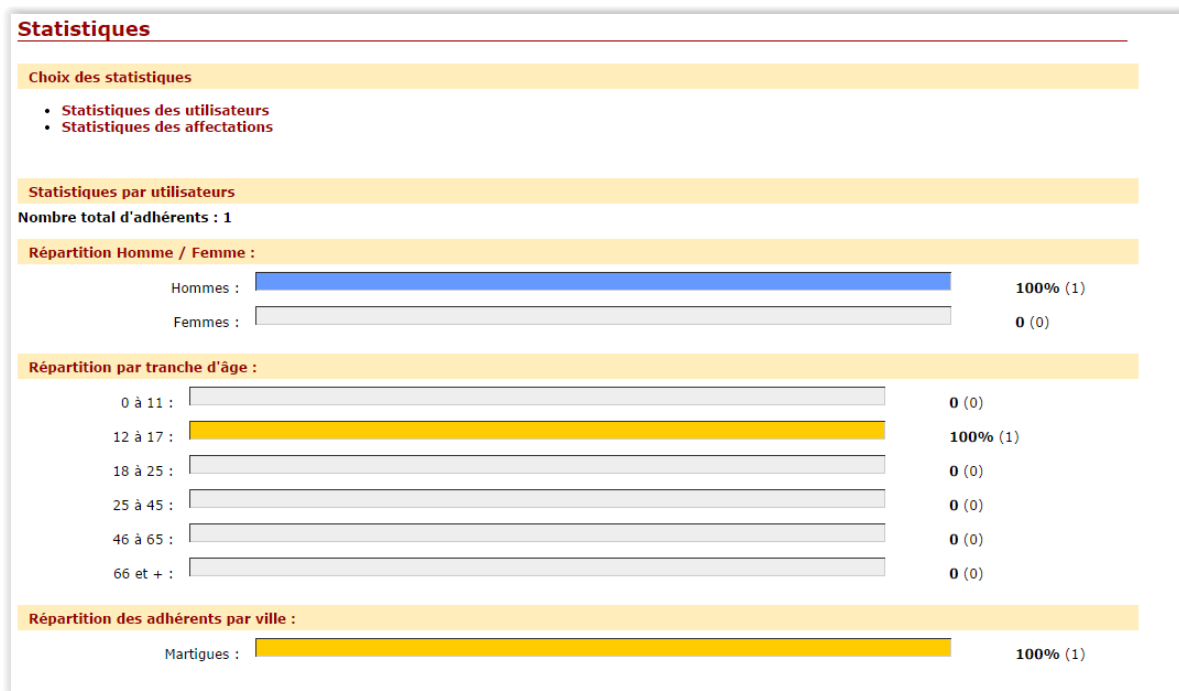 Statistiques
Choix des statistiques
• Statistiques des utilisateurs
• Statistiques des affectations
Statistiques par utilisateurs
Nombre total d'adhérents : 1
Répartition Homme / Femme :
Hommes : 100% (1)
Femmes : 0 (0)
Répartition par tranche d'âge :
0 à 11 : 0 (0)
12 à 17 : 100% (1)
18 à 25 : 0 (0)
25 à 45 : 0 (0)
46 à 65 : 0 (0)
66 et + : 0 (0)
Répartition des adhérents par ville :
Martigues : 100% (1)